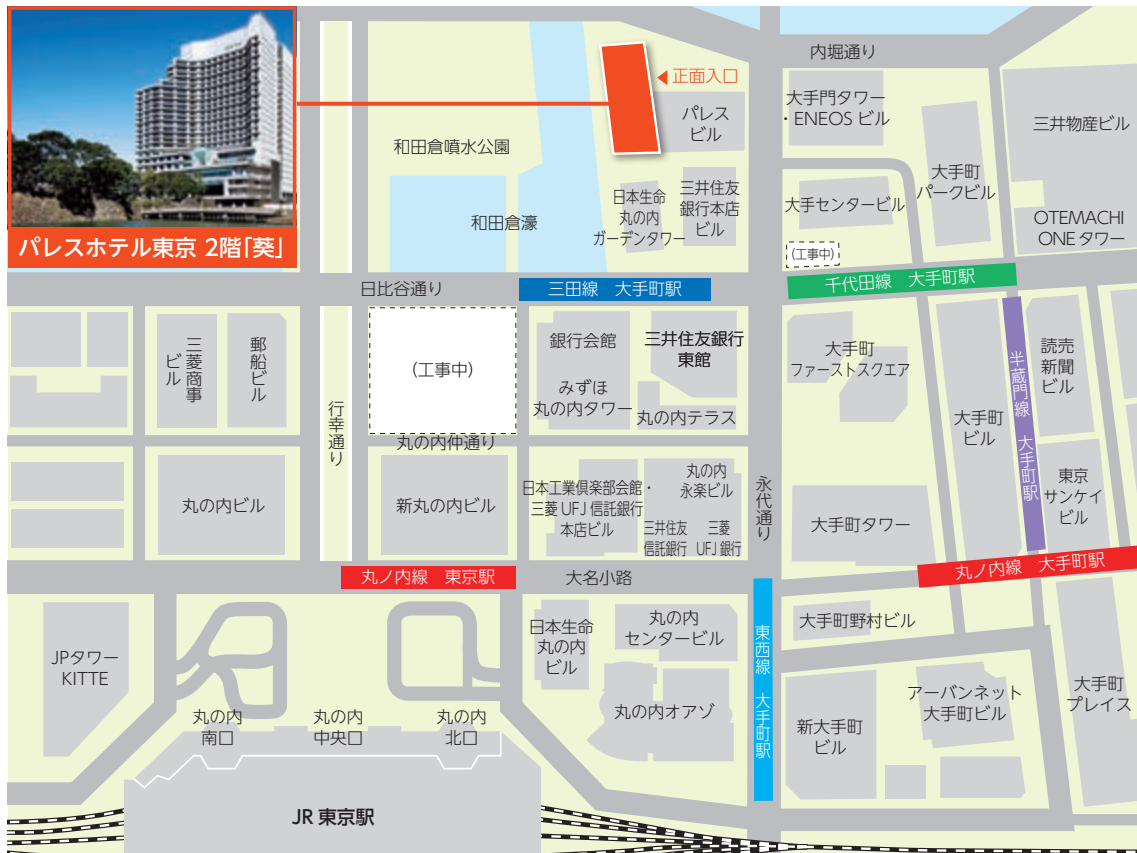 パレスホテル東京 2階「葵」
内堀通り
正面入口
パレス
ビル
大手門タワー
・ENEOS ビル
三井物産ビル
大手町
パークビル
和田倉噴水公園
日本生命
丸の内
ガーデンタワー
三井住友
銀行本店
ビル
大手センタービル
和田倉濠
OTEMACHI
ONE タワー
(工事中)
日比谷通り
三田線 大手町駅
千代田線 大手町駅
三菱商事
ビル
郵船ビル
行幸通り
(工事中)
銀行会館
みずほ
丸の内タワー
三井住友銀行
東館
丸の内テラス
大手町
ファーストスクエア
大手町
ビル
半蔵門線 大手町駅
読売
新聞
ビル
丸の内仲通り
丸の内ビル
新丸の内ビル
日本工業倶楽部会館・
三菱 UFJ 信託銀行
本店ビル
丸の内
永楽ビル
三井住友
信託銀行
三菱
UFJ 銀行
永代通り
大手町タワー
東京
サンケイ
ビル
丸ノ内線 東京駅
大名小路
丸ノ内線 大手町駅
JPタワー
KITTE
日本生命
丸の内
ビル
丸の内
センタービル
東西線 大手町駅
大手町野村ビル
丸の内
南口
丸の内
中央口
丸の内
北口
丸の内オアゾ
新大手町
ビル
アーバンネット
大手町ビル
大手町
プレイス
JR 東京駅